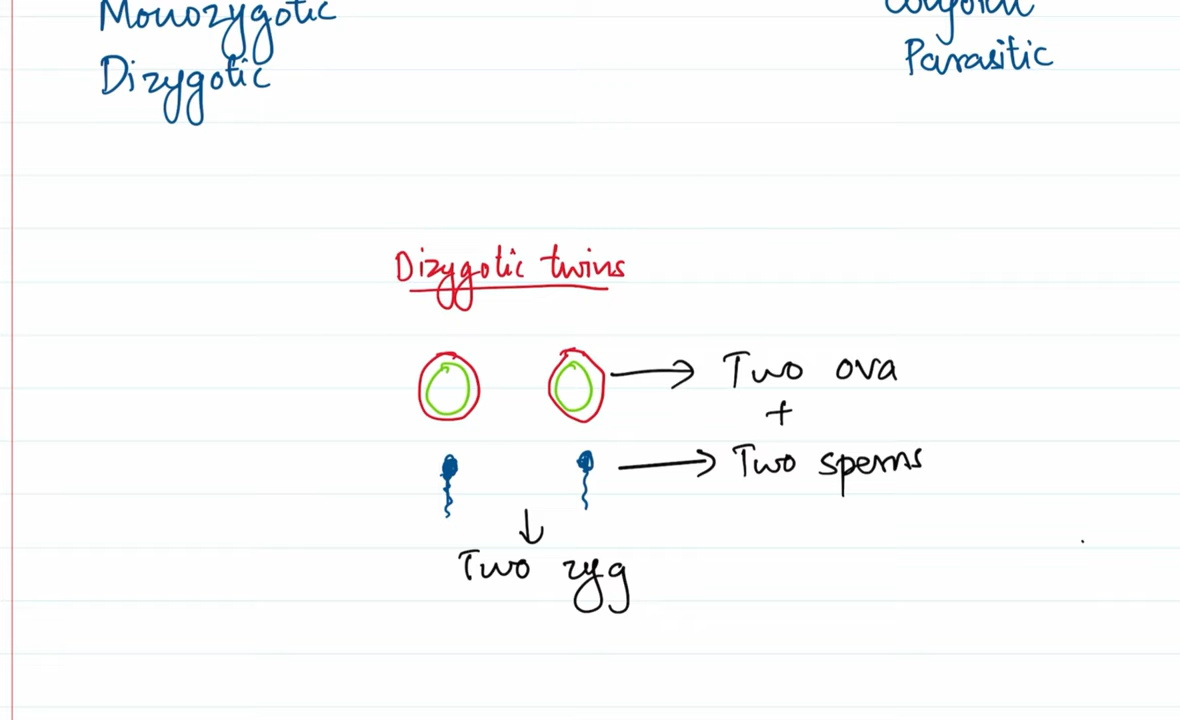 Monozygotic
Dizygotic
Parasitic
Dizygotic twins
Two ova
+
Two sperms
Two zyg